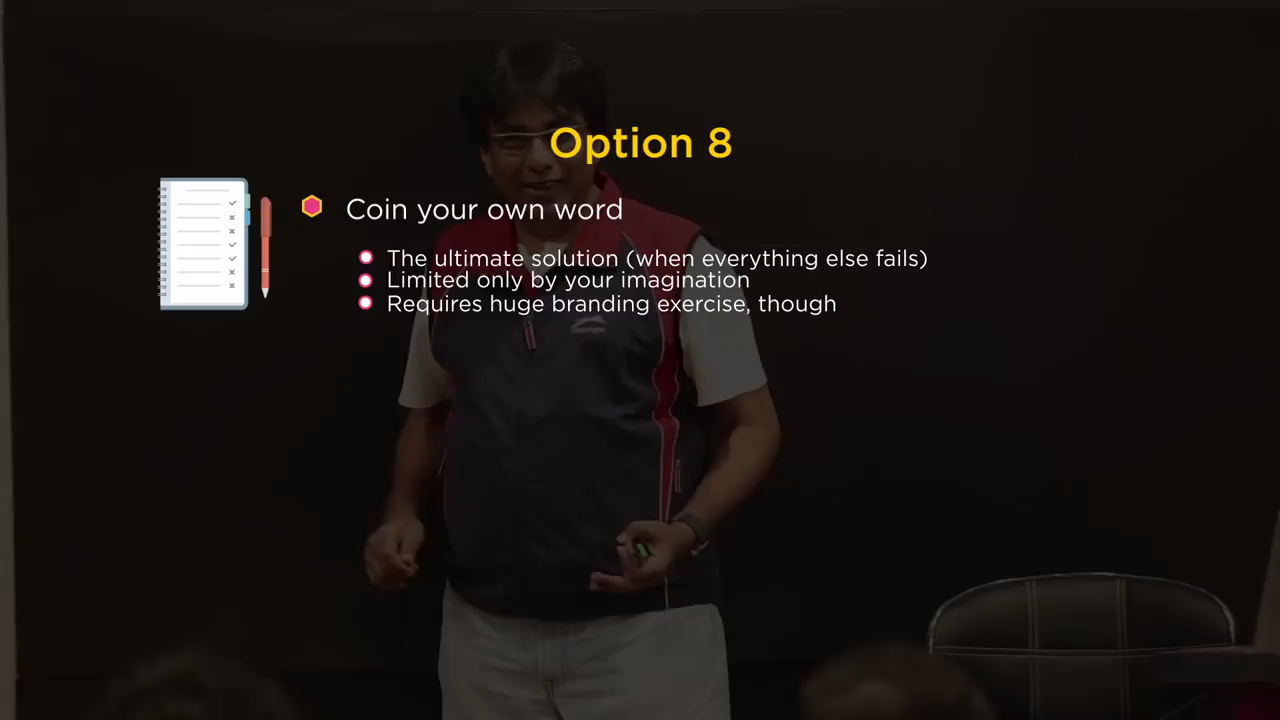 Option 8
Coin your own word
The ultimate solution (when everything else fails)
Limited only by your imagination
Requires huge branding exercise, though